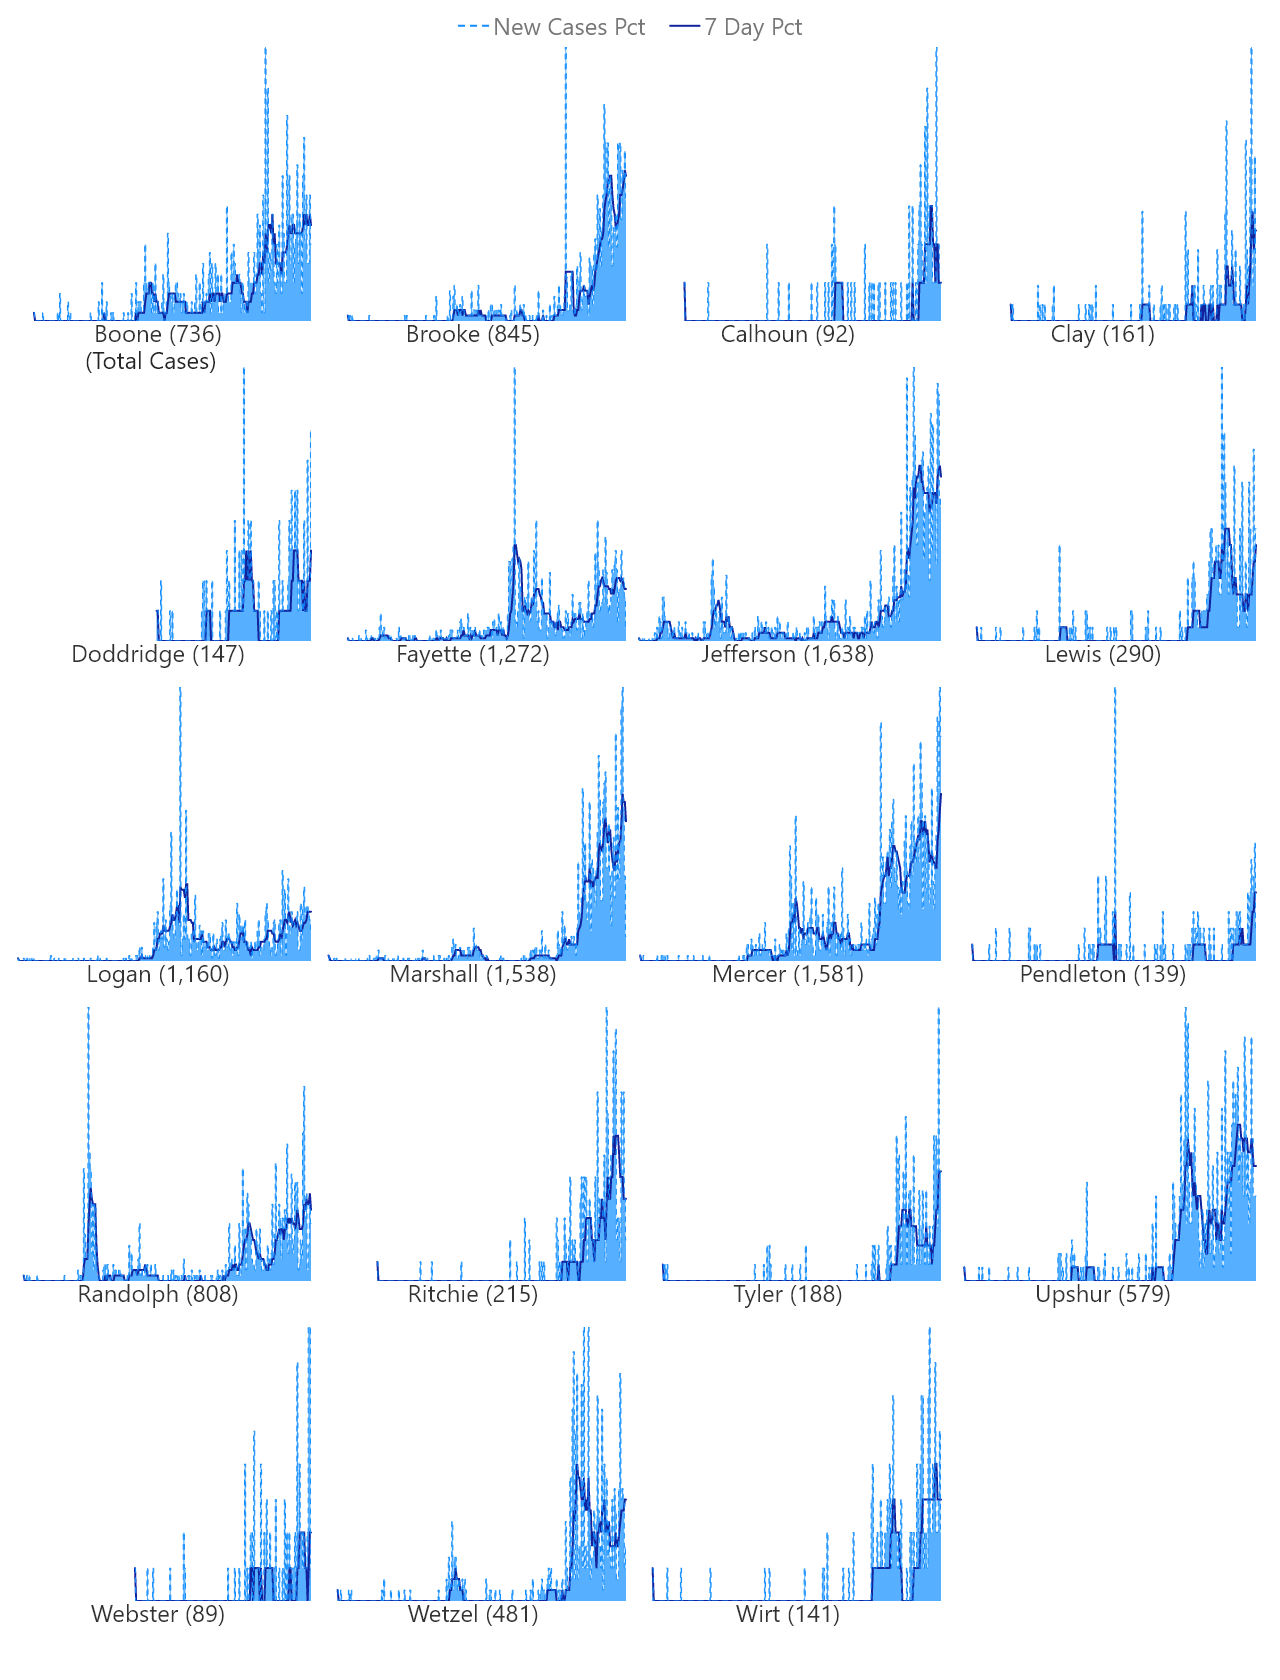 New Cases Pct 7 Day Pct
Boone (736) Brooke (845) Calhoun (92) Clay (161)
(Total Cases)
Doddridge (147) Fayette (1,272) Jefferson (1,638) Lewis (290)
Logan (1,160) Marshall (1,538) Mercer (1,581) Pendleton (139)
Randolph (808) Ritchie (215) Tyler (188) Upshur (579)
Webster (89) Wetzel (481) Wirt (141)